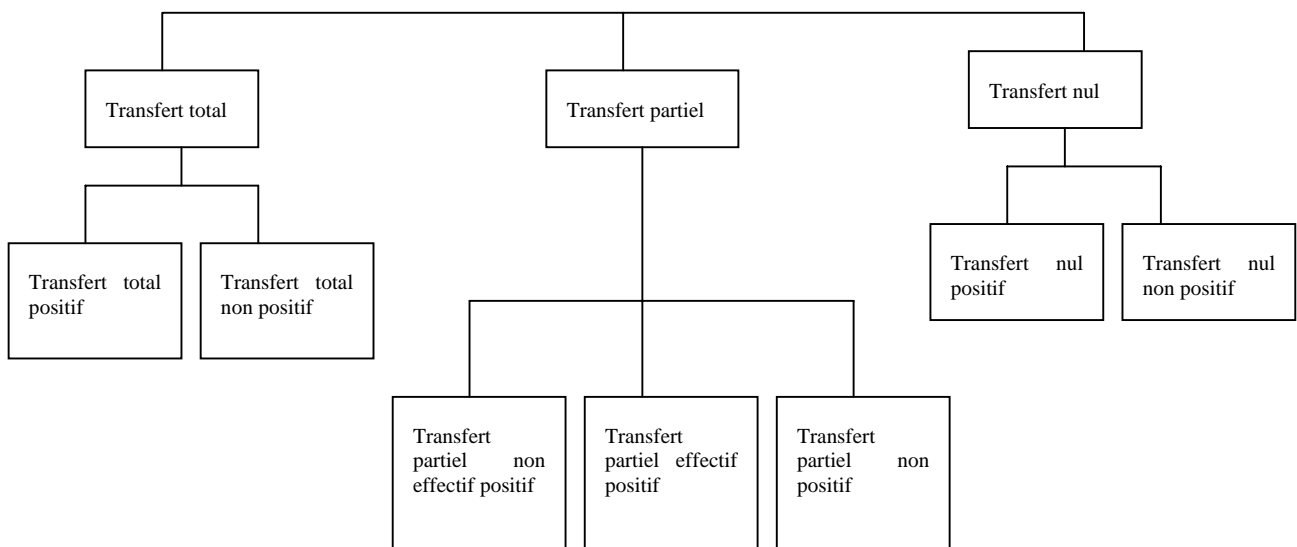 Transfert total
Transfert partiel
Transfert nul
Transfert total
positif
Transfert total
non positif
Transfert nul
positif
Transfert nul
non positif
Transfert
partiel non
effectif positif
Transfert
partiel effectif
positif
Transfert
partiel non
positif